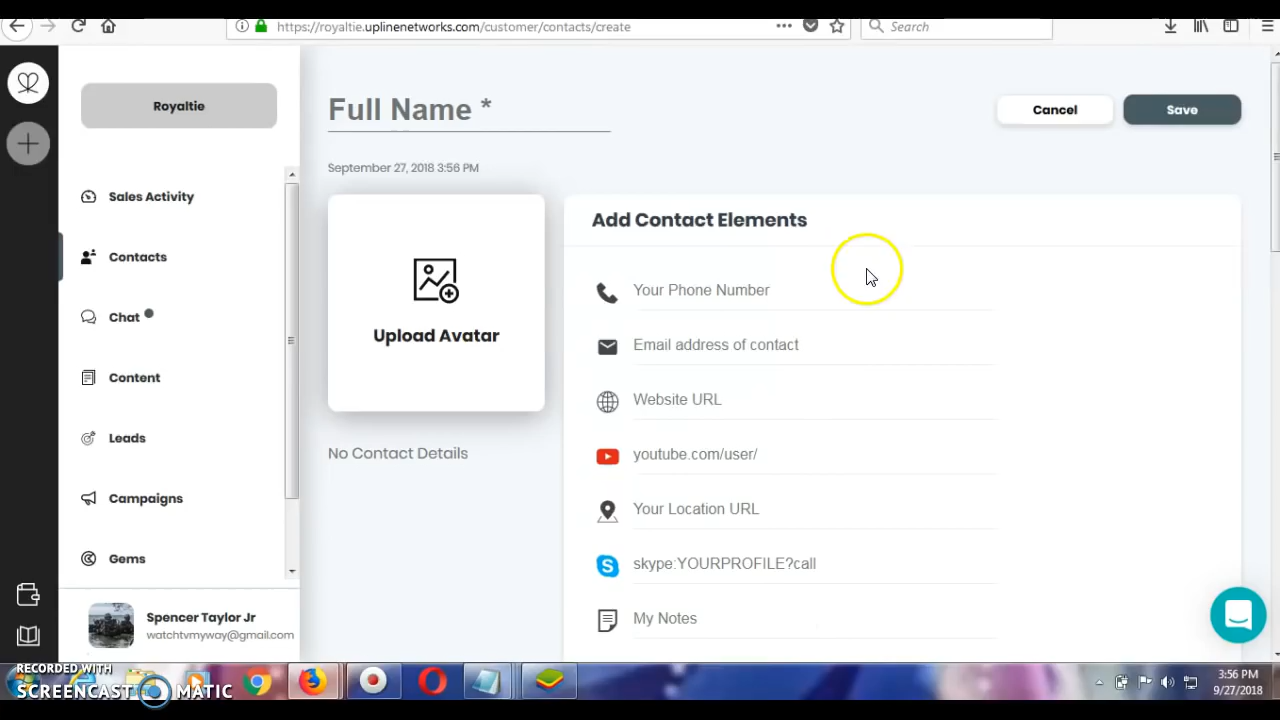 https://royaltie.uplinenetworks.com/customer/contacts/create
Search
Royaltie
Full Name *
Cancel
Save
September 27, 2018 3:56 PM
Sales Activity
Contacts
Chat
Content
Leads
Campaigns
Gems
Spencer Taylor Jr
watchtvmyway@gmail.com
Upload Avatar
No Contact Details
Add Contact Elements
Your Phone Number
Email address of contact
Website URL
youtube.com/user/
Your Location URL
skype:YOURPROFILE?call
My Notes
RECORDED WITH
SCREENCAST MATIC
3:56 PM
9/27/2018